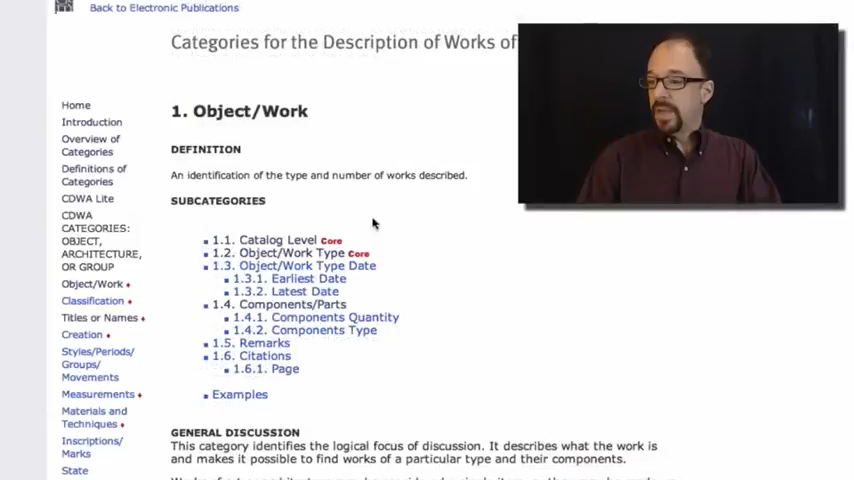 Back to Electronic Publications
Categories for the Description of Works of
Home
Introduction
Overview of
Categories
Definitions of
Categories
CDWA Lite
CDWA
CATEGORIES:
OBJECT,
ARCHITECTURE,
OR GROUP
Object/Work
Classification
Titles or Names
Creation
Styles/Periods/
Groups/
Movements
Measurements
Materials and
Techniques
Inscriptions/
Marks
State
1. Object/Work
DEFINITION
An identification of the type and number of works described.
SUBCATEGORIES
1.1. Catalog Level Core
1.2. Object/Work Type Core
1.3. Object/Work Type Date
1.3.1. Earliest Date
1.3.2. Latest Date
1.4. Components/Parts
1.4.1. Components Quantity
1.4.2. Components Type
1.5. Remarks
1.6. Citations
1.6.1. Page
Examples
GENERAL DISCUSSION
This category identifies the logical focus of discussion. It describes what the work is
and makes it possible to find works of a particular type and their components.